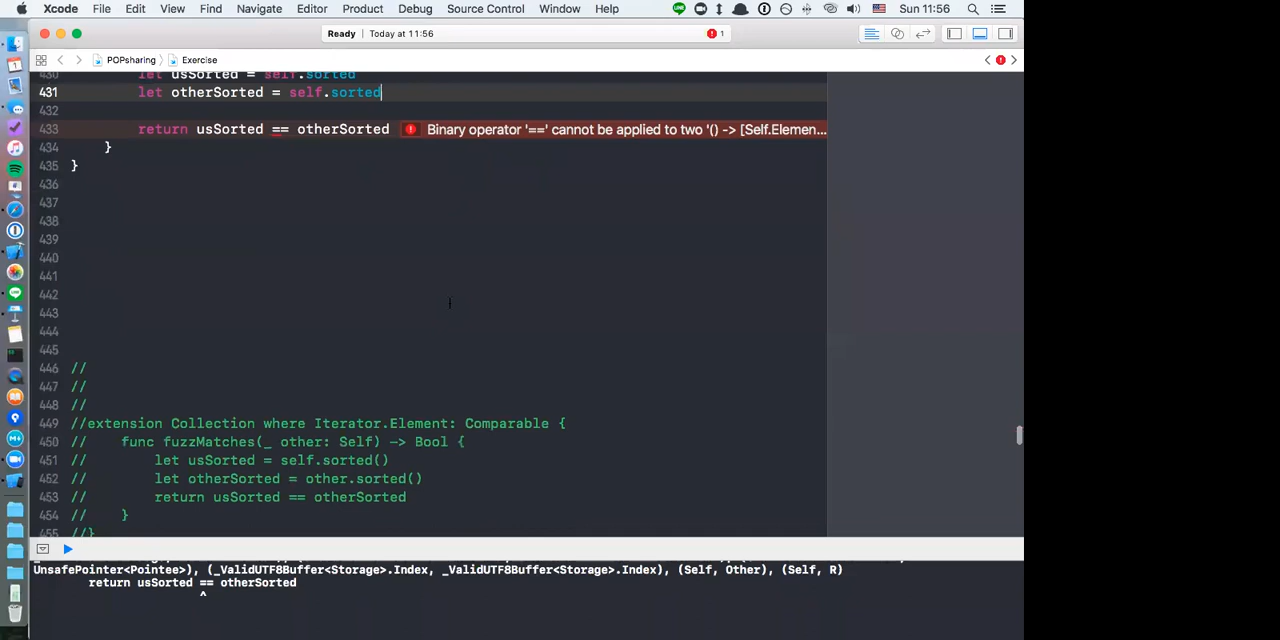 Xcode File Edit View Find Navigate Editor Product Debug Source Control Window Help Sun 11:56
Ready | Today at 11:56 1
POPsharing Exercise
430 let usSorted = self.sorted
431 let otherSorted = self.sorted
432
433 return usSorted == otherSorted Binary operator '==' cannot be applied to two '() -> [Self.Elemen...
434 }
435 }
436
437
438
439
440
441
442
443
444
445
446 //
447 //
448 //
449 //extension Collection where Iterator.Element: Comparable {
450 // func fuzzMatches(_ other: Self) -> Bool {
451 // let usSorted = self.sorted()
452 // let otherSorted = other.sorted()
453 // return usSorted == otherSorted
454 // }
455 //}
UnsafePointer<Pointee>), (_ValidUTF8Buffer<Storage>.Index, _ValidUTF8Buffer<Storage>.Index), (Self, Other), (Self, R)
return usSorted == otherSorted
^